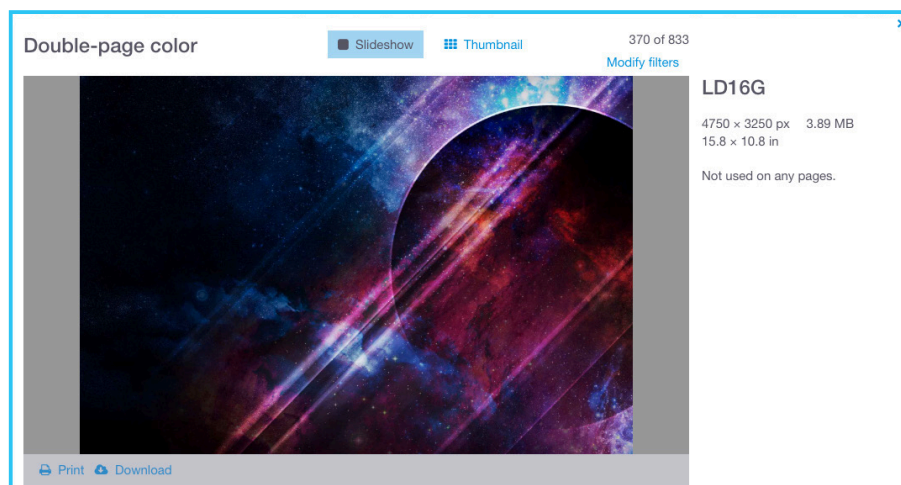 Double-page color
Slideshow
Thumbnail
370 of 833
Modify filters
LD16G
4750 × 3250 px 3.89 MB
15.8 × 10.8 in
Not used on any pages.
Print
Download